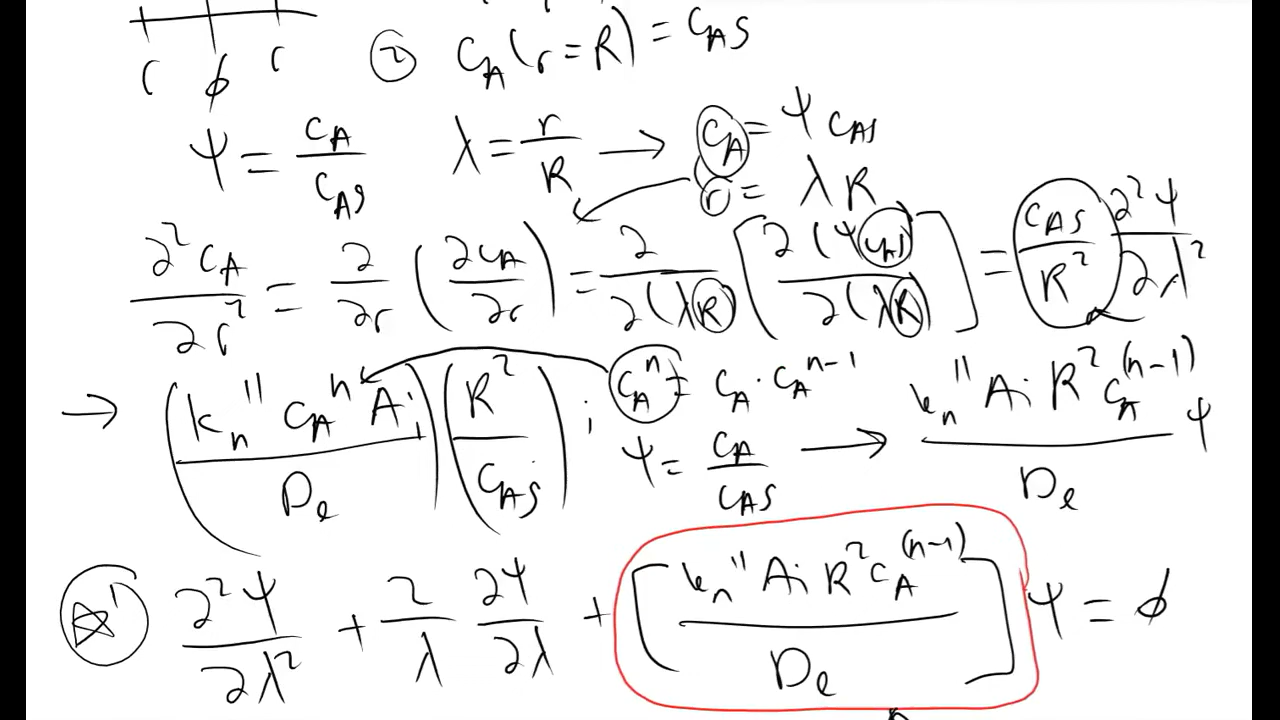 r ϕ r ② C_A (r = R) = C_AS
ψ = C_A / C_AS λ = r / R → C_A = ψ C_AS
r = λ R
∂²C_A / ∂r² = ∂/∂r (∂C_A / ∂r) = ∂ / ∂(λR) [∂(ψ C_AS) / ∂(λR)] = C_AS / R² ∂²ψ / ∂λ²
→ (k_n'' C_A^n A_i / D_e) (R² / C_AS) ; C_A^n = C_A · C_A^(n-1)
ψ = C_A / C_AS → k_n'' A_i R² C_A^(n-1) / D_e ψ
☆' ∂²ψ / ∂λ² + 2/λ ∂ψ / ∂λ + [k_n'' A_i R² C_A^(n-1) / D_e] ψ = ϕ